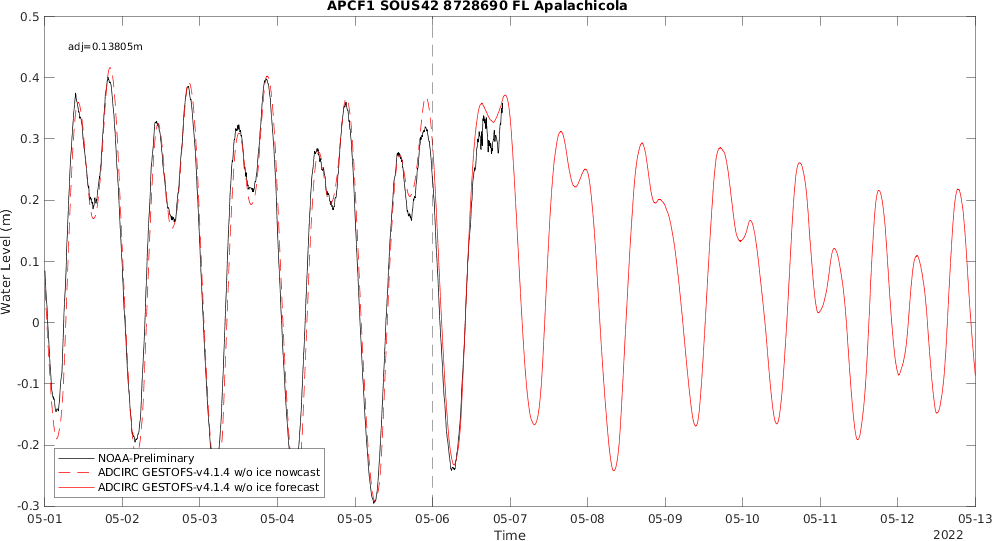 APCF1 SOUS42 8728690 FL Apalachicola
0.5
adj=0.13805m
0.4
0.3
0.2
0.1
0
-0.1
-0.2
-0.3
Water Level (m)
NOAA-Preliminary
ADCIRC GESTOFS-v4.1.4 w/o ice nowcast
ADCIRC GESTOFS-v4.1.4 w/o ice forecast
05-01 05-02 05-03 05-04 05-05 05-06 05-07 05-08 05-09 05-10 05-11 05-12 05-13
Time
2022